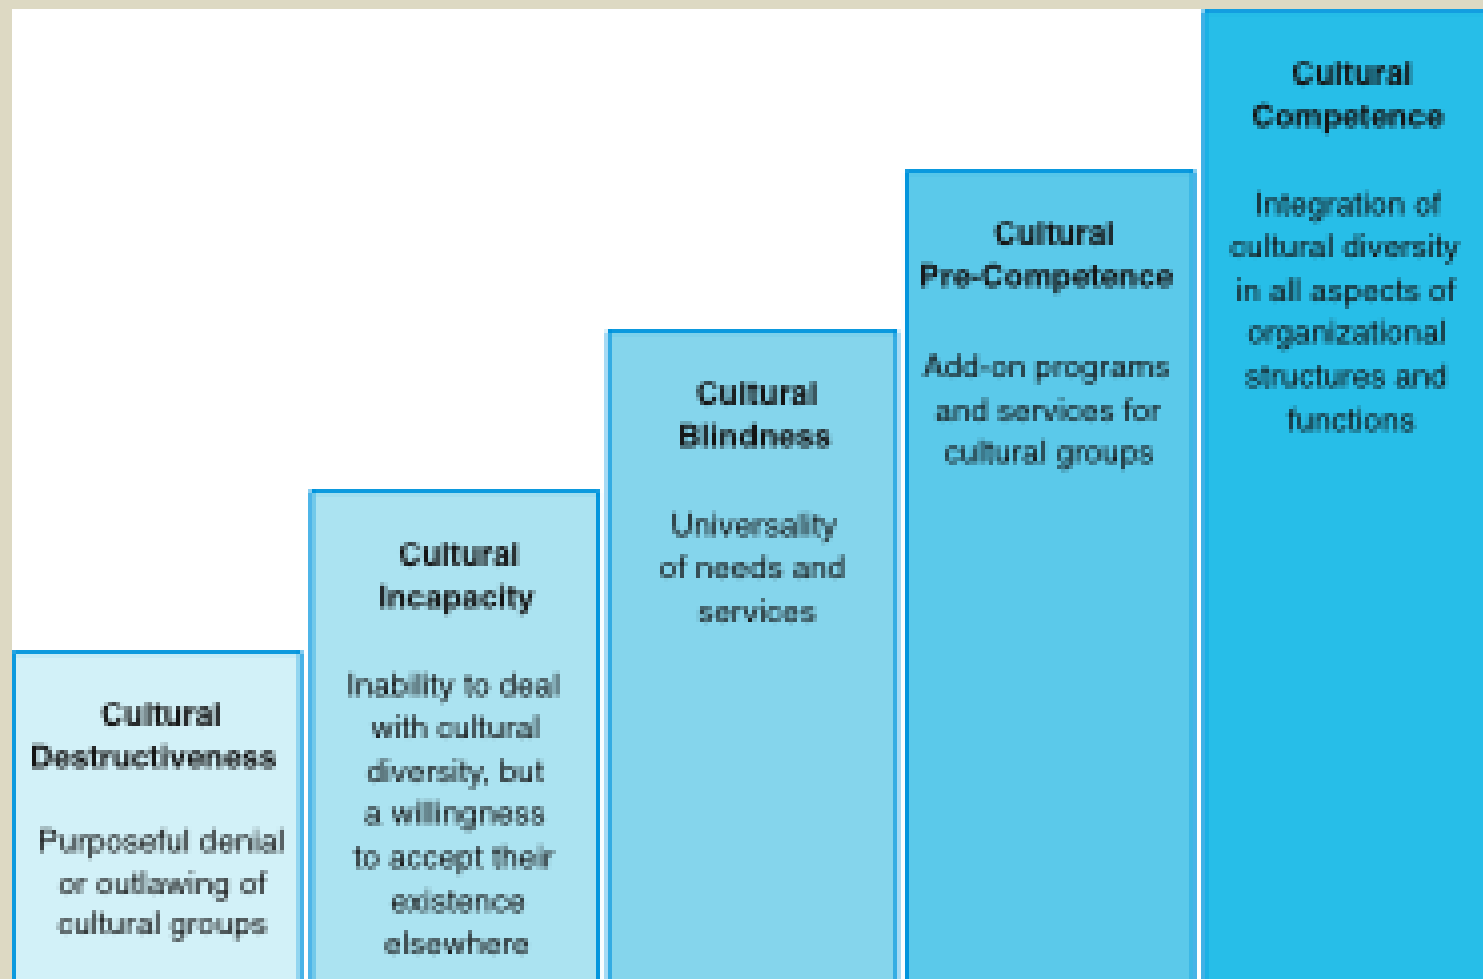 Cultural
Destructiveness
Purposeful denial
or outlawing of
cultural groups
Cultural
Incapacity
Inability to deal
with cultural
diversity, but
a willingness
to accept their
existence
elsewhere
Cultural
Blindness
Universality
of needs and
services
Cultural
Pre-Competence
Add-on programs
and services for
cultural groups
Cultural
Competence
Integration of
cultural diversity
in all aspects of
organizational
structures and
functions